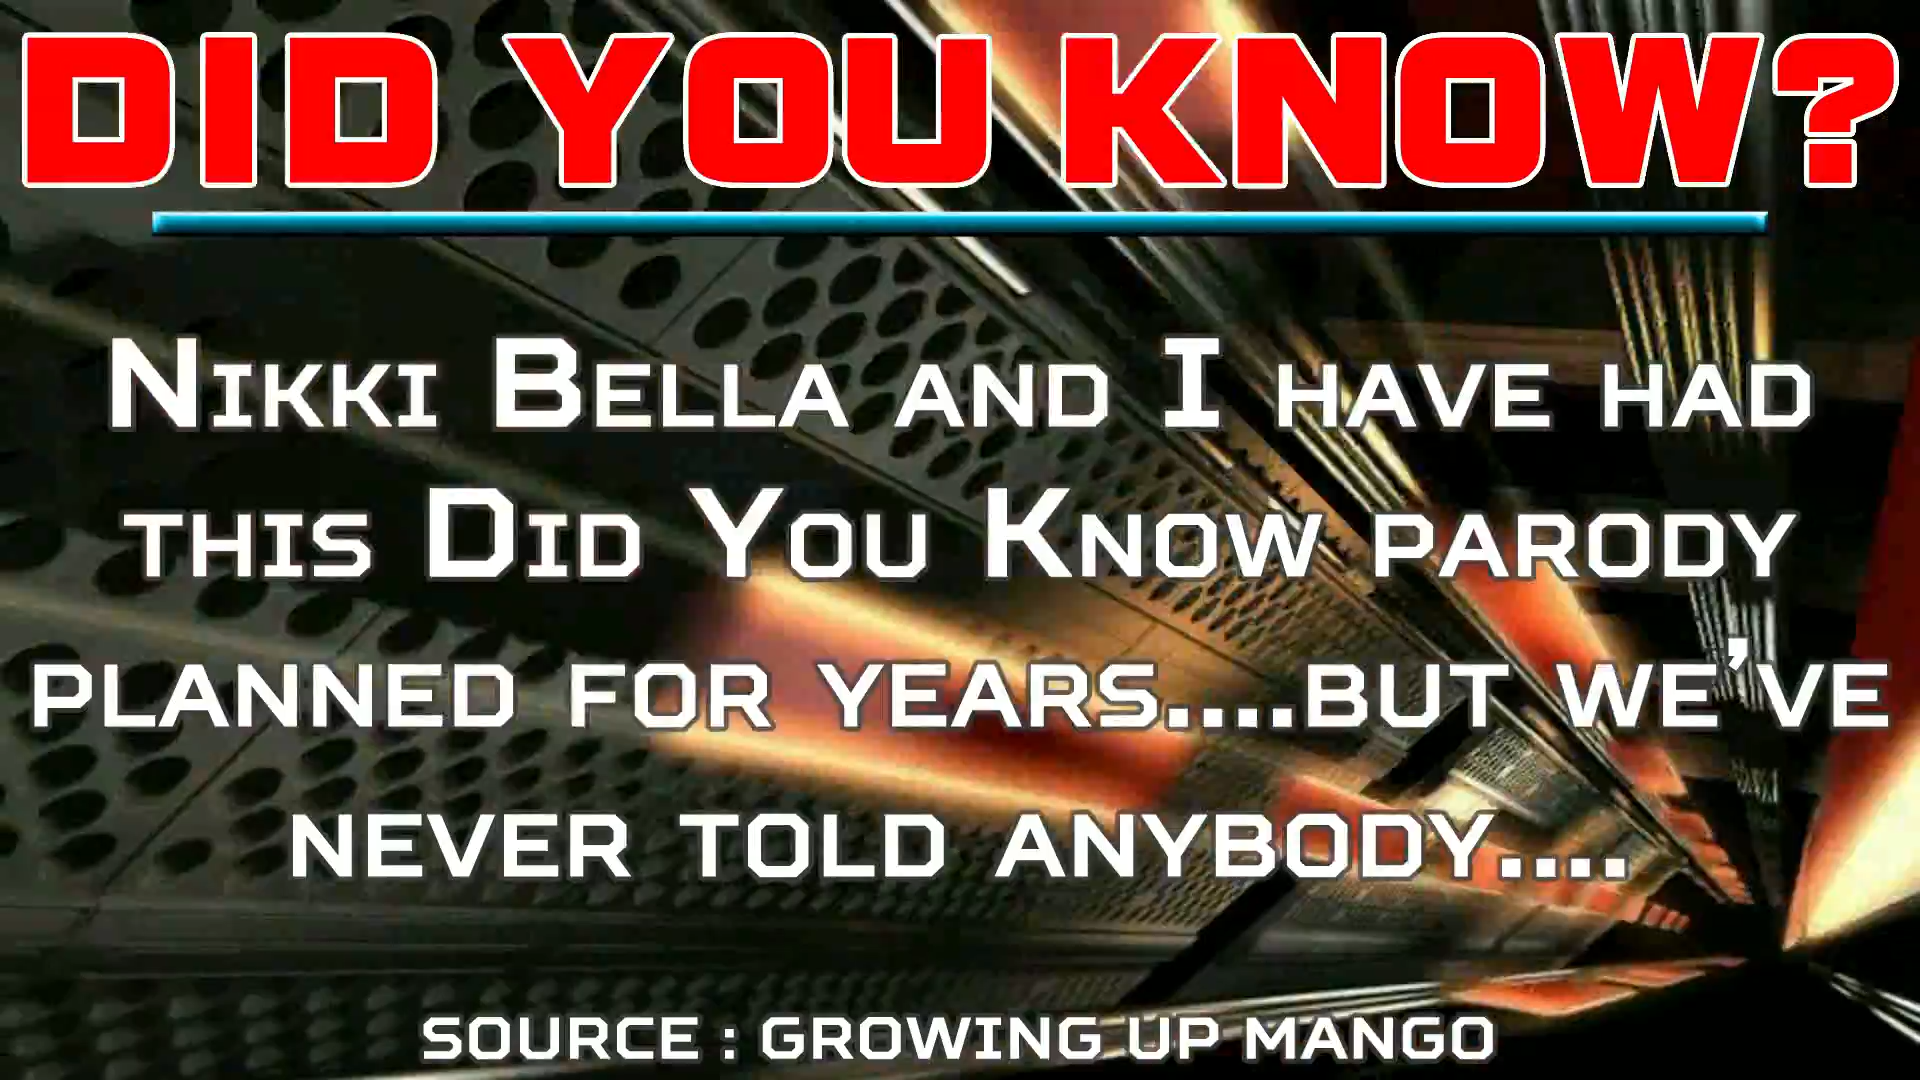 DID YOU KNOW?
Nikki Bella and I have had
this Did You Know parody
planned for years....but we've
never told anybody....
SOURCE : GROWING UP MANGO